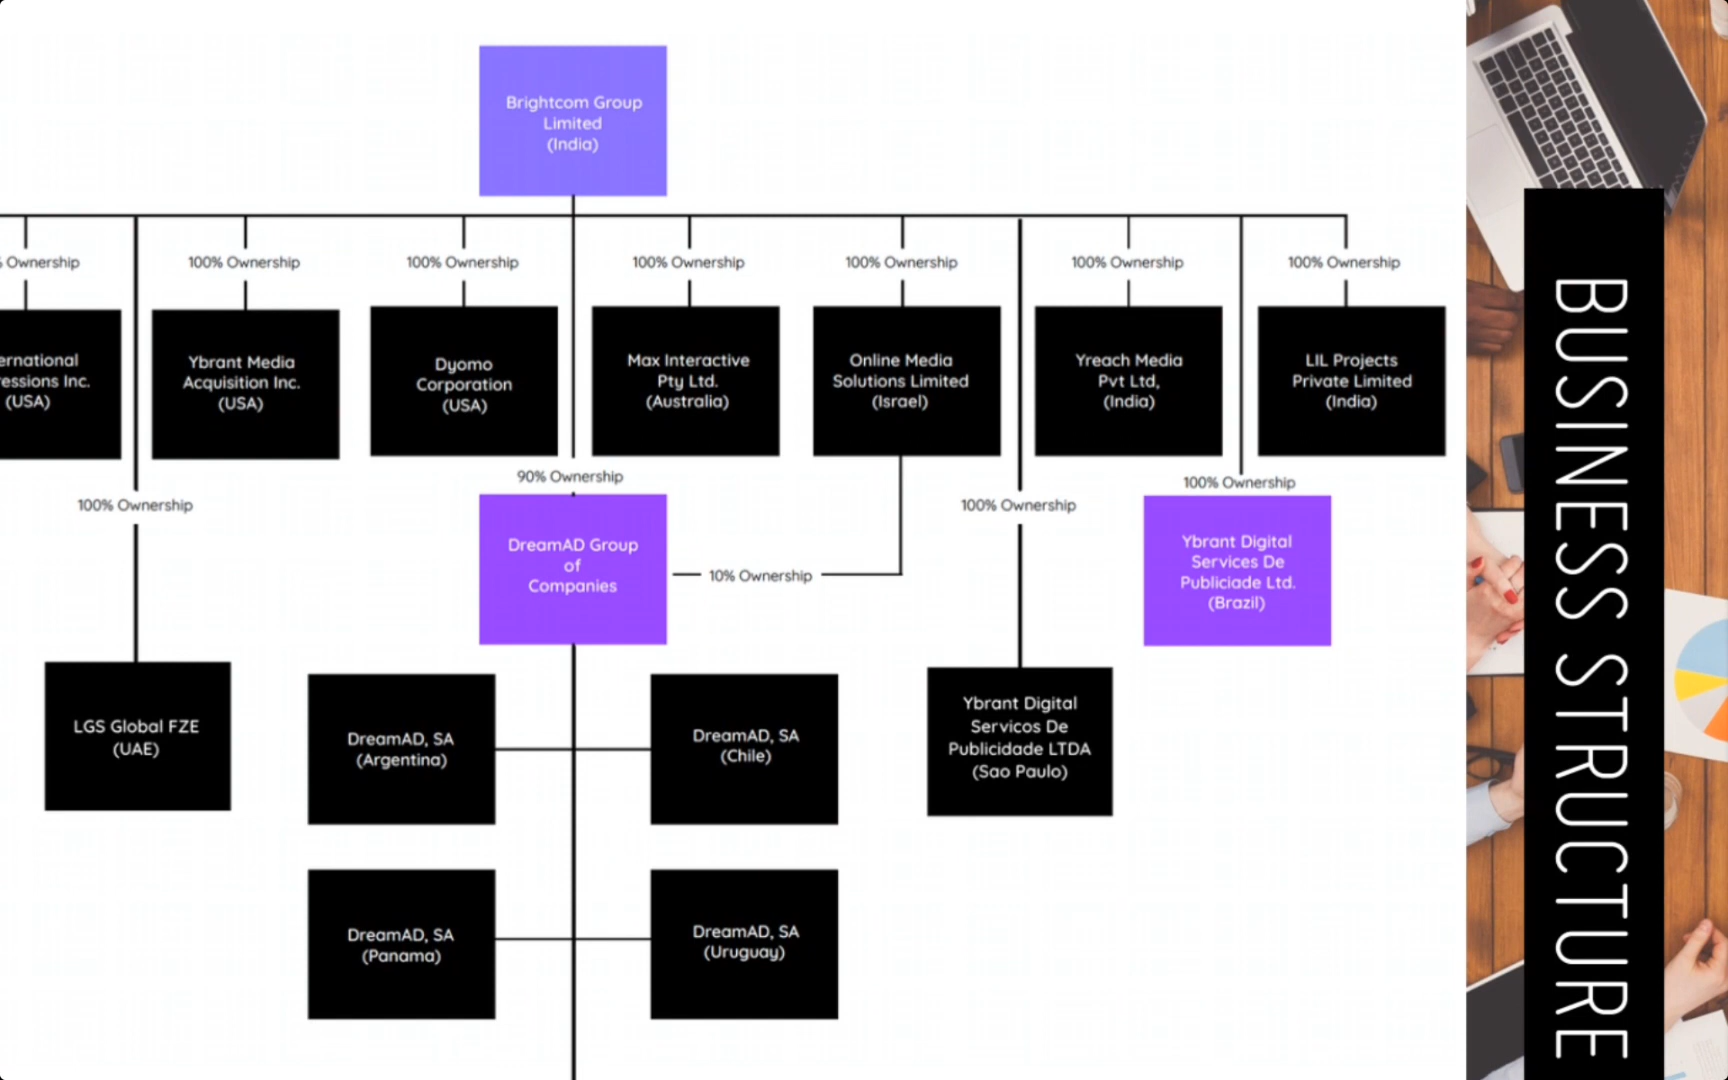 Brightcom Group
Limited
(India)
Ownership
100% Ownership
100% Ownership
100% Ownership
100% Ownership
100% Ownership
100% Ownership
ernational
essions Inc.
(USA)
Ybrant Media
Acquisition Inc.
(USA)
Dyomo
Corporation
(USA)
Max Interactive
Pty Ltd.
(Australia)
Online Media
Solutions Limited
(Israel)
Yreach Media
Pvt Ltd,
(India)
LIL Projects
Private Limited
(India)
100% Ownership
90% Ownership
100% Ownership
100% Ownership
DreamAD Group
of
Companies
10% Ownership
Ybrant Digital
Services De
Publiciade Ltd.
(Brazil)
LGS Global FZE
(UAE)
DreamAD, SA
(Argentina)
DreamAD, SA
(Chile)
Ybrant Digital
Servicos De
Publicidade LTDA
(Sao Paulo)
DreamAD, SA
(Panama)
DreamAD, SA
(Uruguay)
BUSINESS STRUCTURE